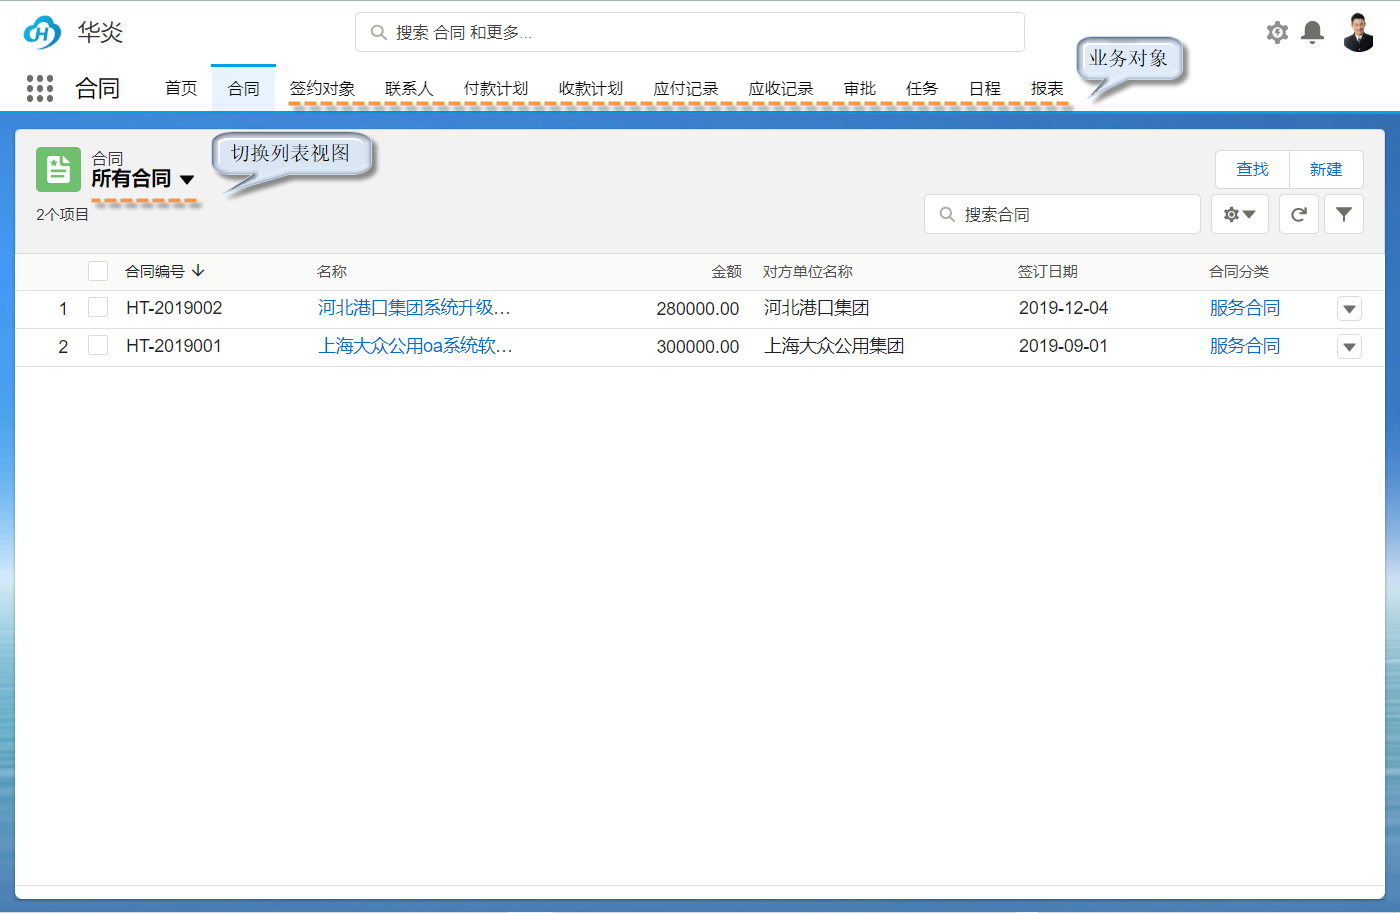 华炎
搜索 合同 和更多...
业务对象
合同 首页 合同 签约对象 联系人 付款计划 收款计划 应付记录 应收记录 审批 任务 日程 报表
切换列表视图
合同
所有合同
查找 新建
2个项目
搜索合同
合同编号 名称 金额 对方单位名称 签订日期 合同分类
1 HT-2019002 河北港口集团系统升级... 280000.00 河北港口集团 2019-12-04 服务合同
2 HT-2019001 上海大众公用oa系统软... 300000.00 上海大众公用集团 2019-09-01 服务合同